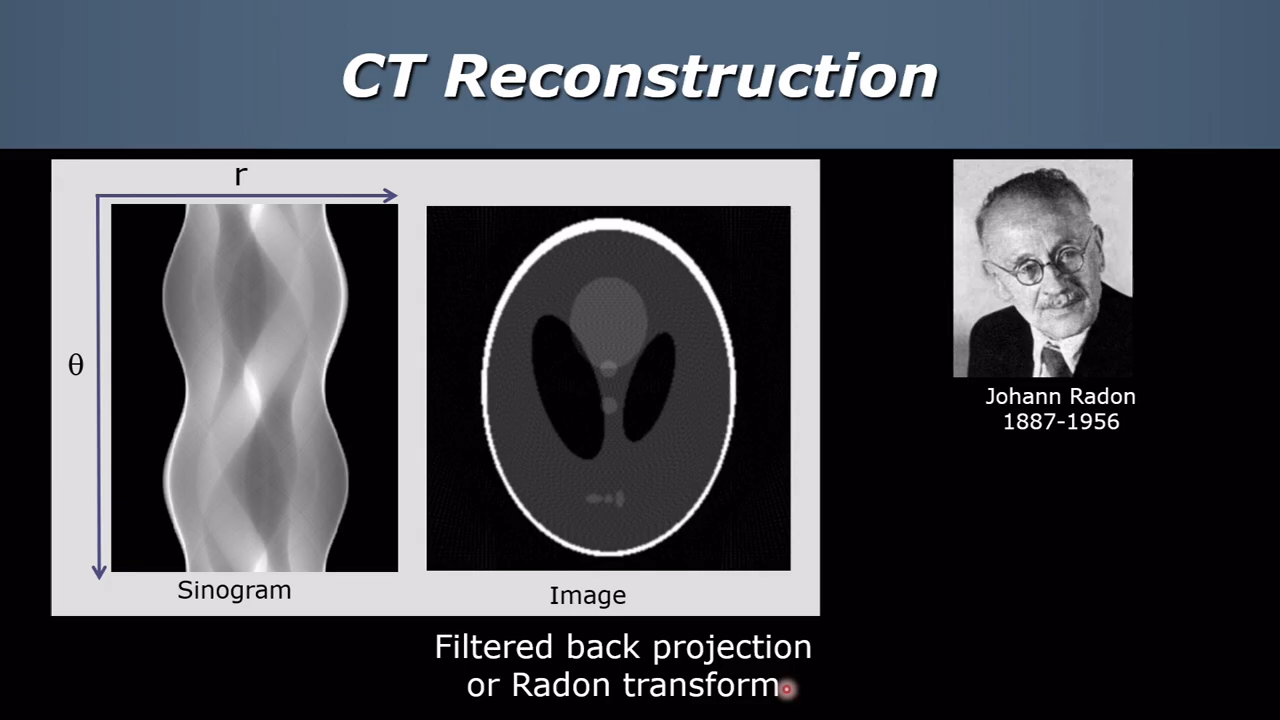 CT Reconstruction
r
θ
Sinogram
Image
Filtered back projection
or Radon transform
Johann Radon
1887-1956